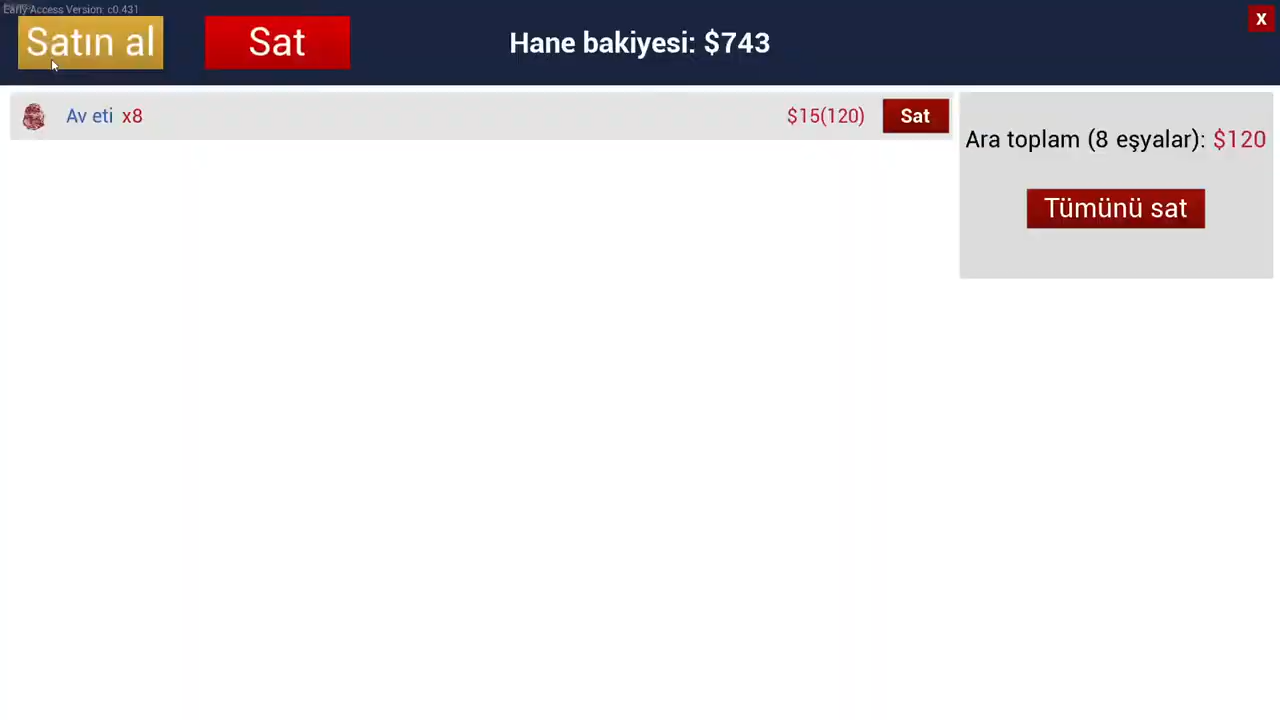 Early Access Version: c0.431
Satın al
Sat
Hane bakiyesi: $743
X
Av eti x8
$15(120)
Sat
Ara toplam (8 eşyalar): $120
Tümünü sat